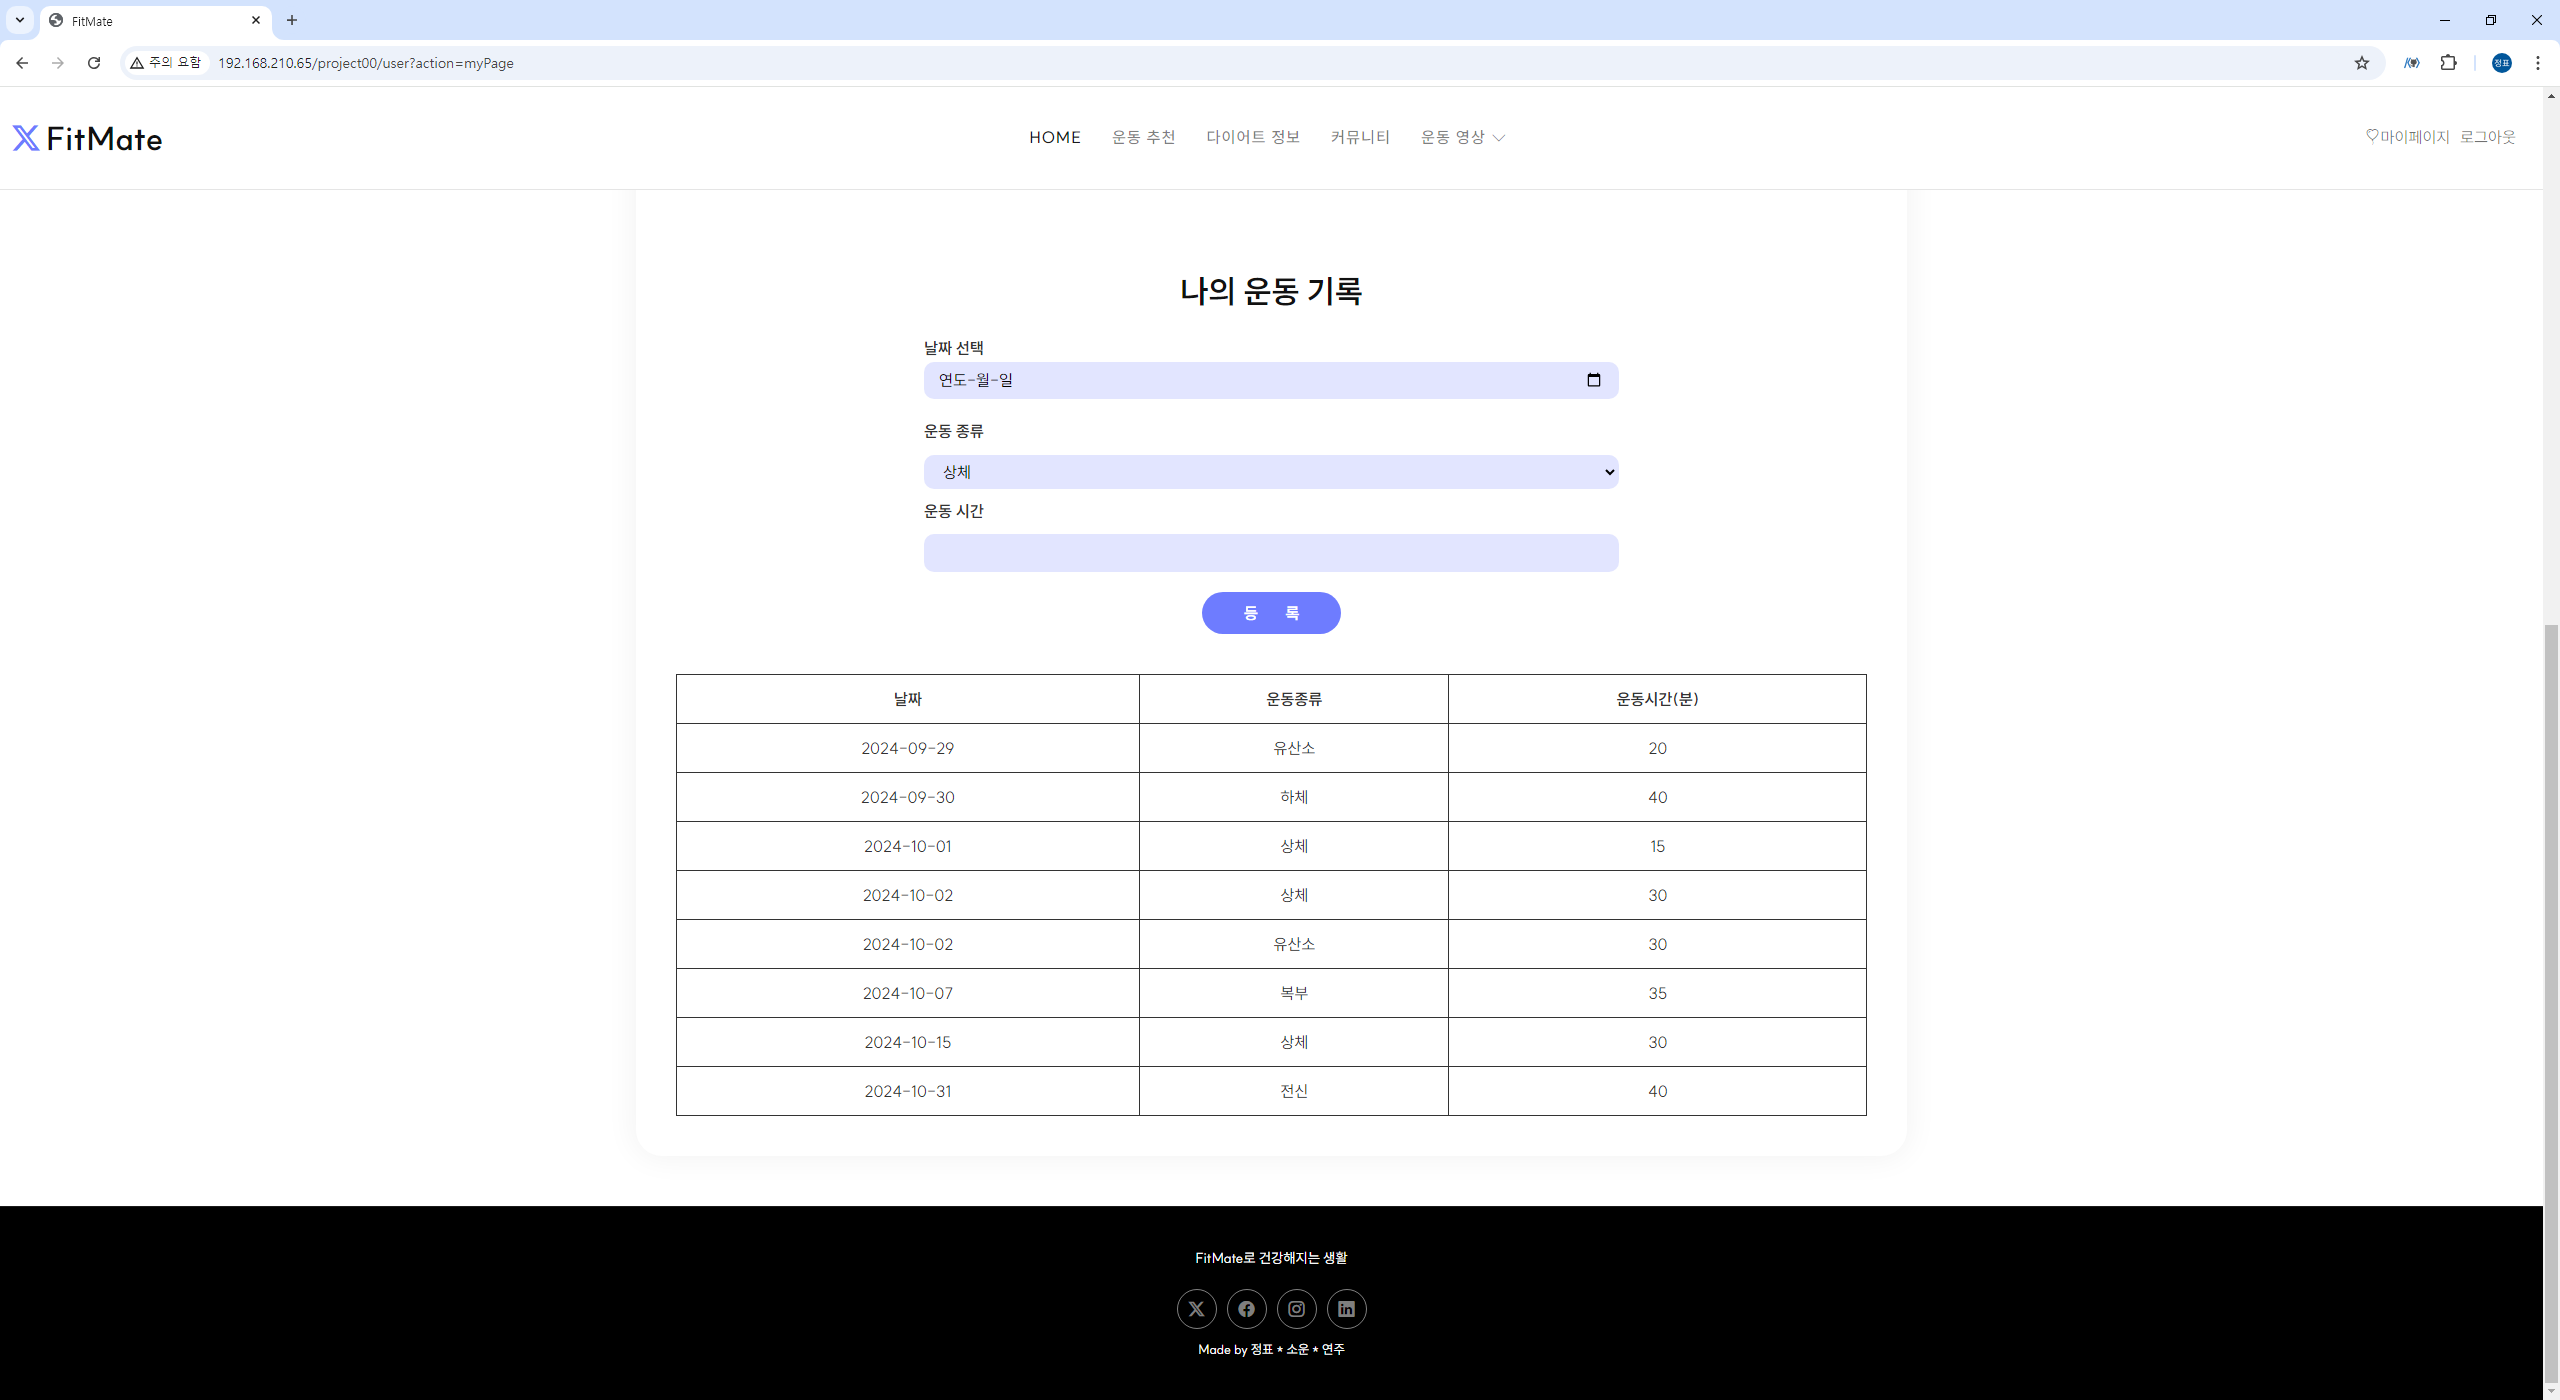 FitMate
주의 요함
192.168.210.65/project00/user?action=myPage
정표
FitMate
HOME 운동 추천 다이어트 정보 커뮤니티 운동 영상
마이페이지 로그아웃
나의 운동 기록
날짜 선택
연도-월-일
운동 종류
상체
운동 시간
등 록
날짜 운동종류 운동시간(분)
2024-09-29 유산소 20
2024-09-30 하체 40
2024-10-01 상체 15
2024-10-02 상체 30
2024-10-02 유산소 30
2024-10-07 복부 35
2024-10-15 상체 30
2024-10-31 전신 40
FitMate로 건강해지는 생활
Made by 정표 * 소운 * 연주